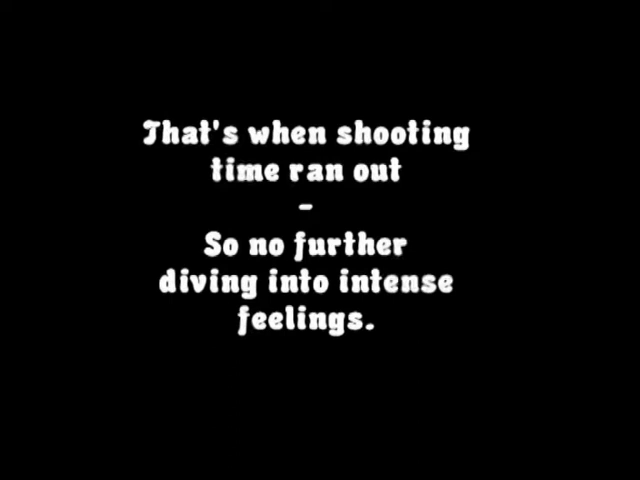 That's when shooting
time ran out
-
So no further
diving into intense
feelings.